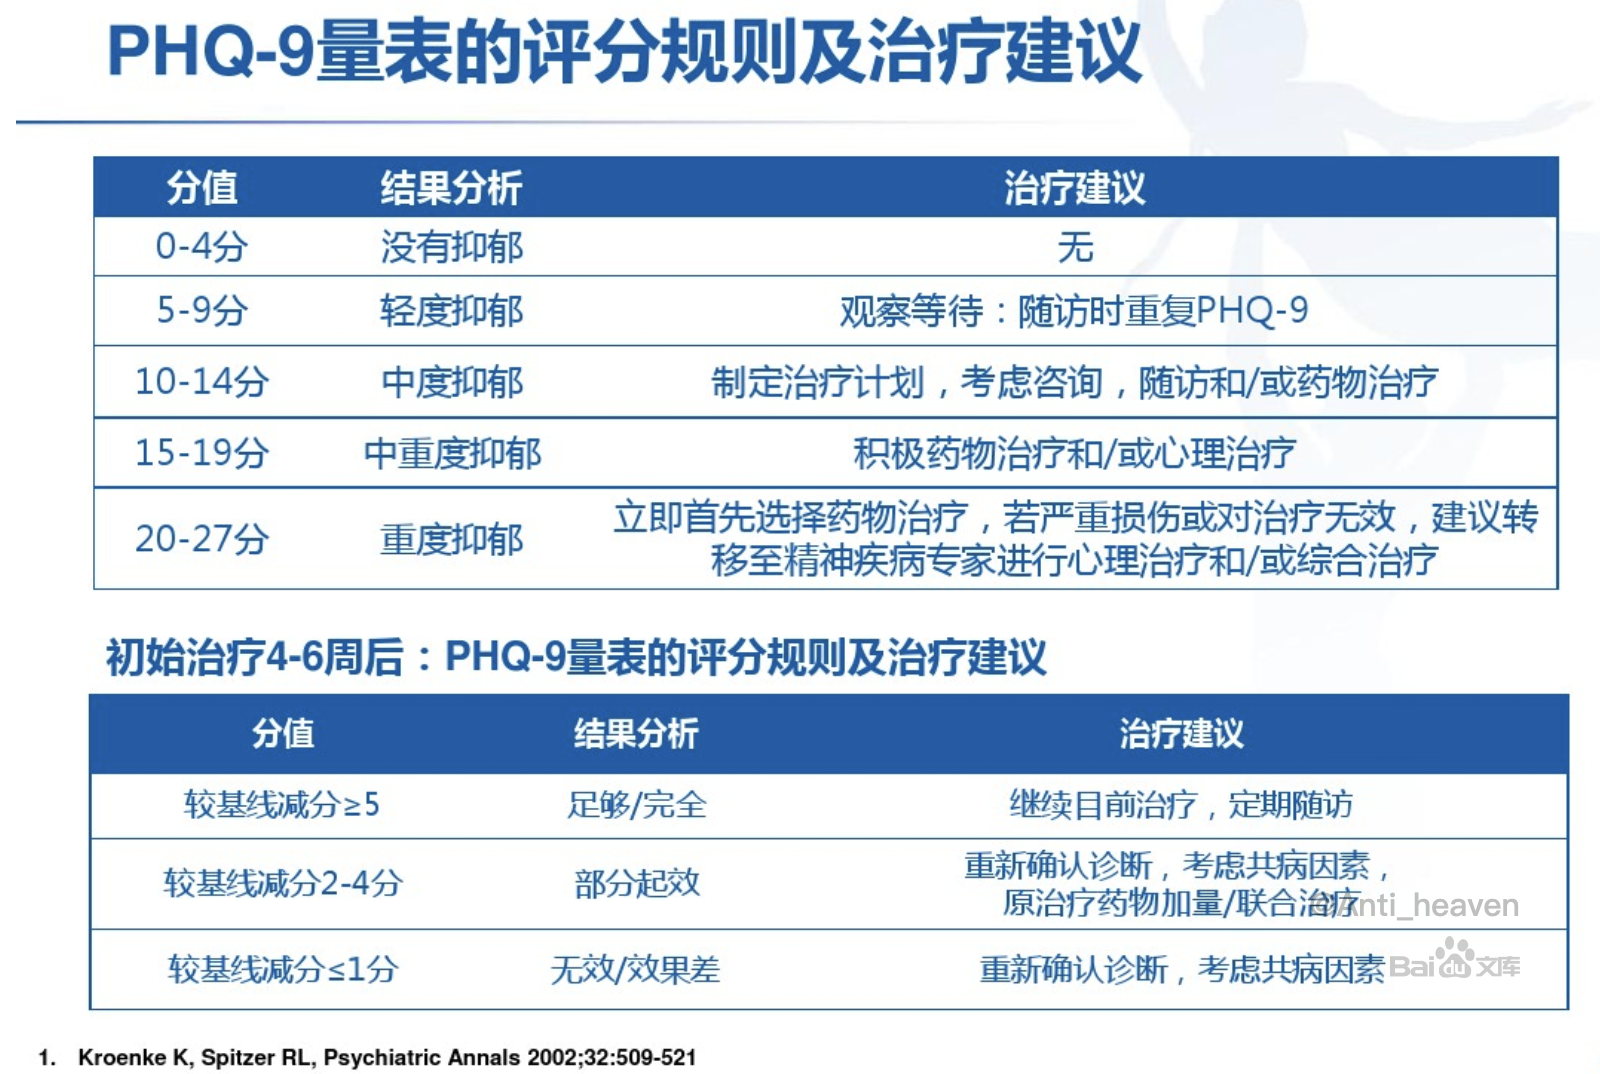 PHQ-9量表的评分规则及治疗建议
分值 结果分析 治疗建议
0-4分 没有抑郁 无
5-9分 轻度抑郁 观察等待：随访时重复PHQ-9
10-14分 中度抑郁 制定治疗计划，考虑咨询，随访和/或药物治疗
15-19分 中重度抑郁 积极药物治疗和/或心理治疗
20-27分 重度抑郁 立即首先选择药物治疗，若严重损伤或对治疗无效，建议转
移至精神疾病专家进行心理治疗和/或综合治疗
初始治疗4-6周后：PHQ-9量表的评分规则及治疗建议
分值 结果分析 治疗建议
较基线减分≥5 足够/完全 继续目前治疗，定期随访
较基线减分2-4分 部分起效 重新确认诊断，考虑共病因素，
原治疗药物加量/联合治疗
@Anti_heaven
较基线减分≤1分 无效/效果差 重新确认诊断，考虑共病因素
Baidu文库
1. Kroenke K, Spitzer RL, Psychiatric Annals 2002;32:509-521